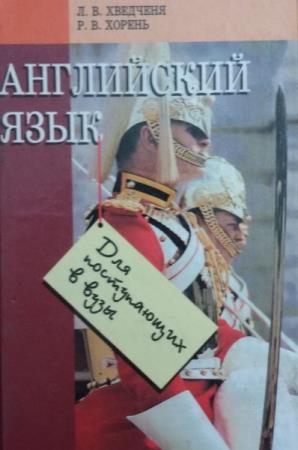 Л. В. ХВЕДЧЕНЯ
Р. В. ХОРЕНЬ
АНГЛИЙСКИЙ
ЯЗЫК
Для
поступающих
в вузы